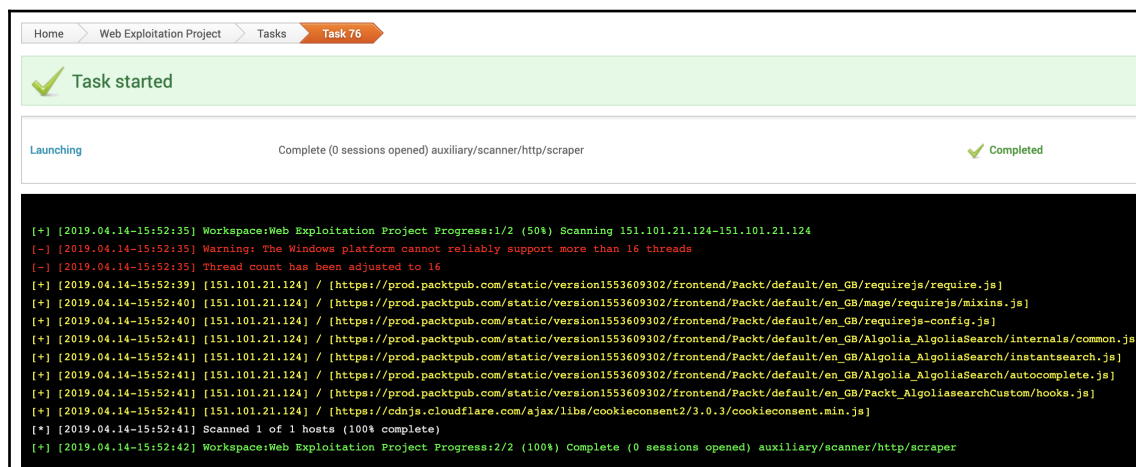 Home Web Exploitation Project Tasks Task 76
Task started
Launching Complete (0 sessions opened) auxiliary/scanner/http/scraper Completed
[+] [2019.04.14-15:52:35] Workspace:Web Exploitation Project Progress:1/2 (50%) Scanning 151.101.21.124-151.101.21.124
[-] [2019.04.14-15:52:35] Warning: The Windows platform cannot reliably support more than 16 threads
[-] [2019.04.14-15:52:35] Thread count has been adjusted to 16
[+] [2019.04.14-15:52:39] [151.101.21.124] / [https://prod.packtpub.com/static/version1553609302/frontend/Packt/default/en_GB/requirejs/require.js]
[+] [2019.04.14-15:52:40] [151.101.21.124] / [https://prod.packtpub.com/static/version1553609302/frontend/Packt/default/en_GB/mage/requirejs/mixins.js]
[+] [2019.04.14-15:52:40] [151.101.21.124] / [https://prod.packtpub.com/static/version1553609302/frontend/Packt/default/en_GB/requirejs-config.js]
[+] [2019.04.14-15:52:41] [151.101.21.124] / [https://prod.packtpub.com/static/version1553609302/frontend/Packt/default/en_GB/Algolia_AlgoliaSearch/internals/common.js
[+] [2019.04.14-15:52:41] [151.101.21.124] / [https://prod.packtpub.com/static/version1553609302/frontend/Packt/default/en_GB/Algolia_AlgoliaSearch/instantsearch.js]
[+] [2019.04.14-15:52:41] [151.101.21.124] / [https://prod.packtpub.com/static/version1553609302/frontend/Packt/default/en_GB/Algolia_AlgoliaSearch/autocomplete.js]
[+] [2019.04.14-15:52:41] [151.101.21.124] / [https://prod.packtpub.com/static/version1553609302/frontend/Packt/default/en_GB/Packt_AlgoliasearchCustom/hooks.js]
[+] [2019.04.14-15:52:41] [151.101.21.124] / [https://cdnjs.cloudflare.com/ajax/libs/cookieconsent2/3.0.3/cookieconsent.min.js]
[*] [2019.04.14-15:52:41] Scanned 1 of 1 hosts (100% complete)
[+] [2019.04.14-15:52:42] Workspace:Web Exploitation Project Progress:2/2 (100%) Complete (0 sessions opened) auxiliary/scanner/http/scraper